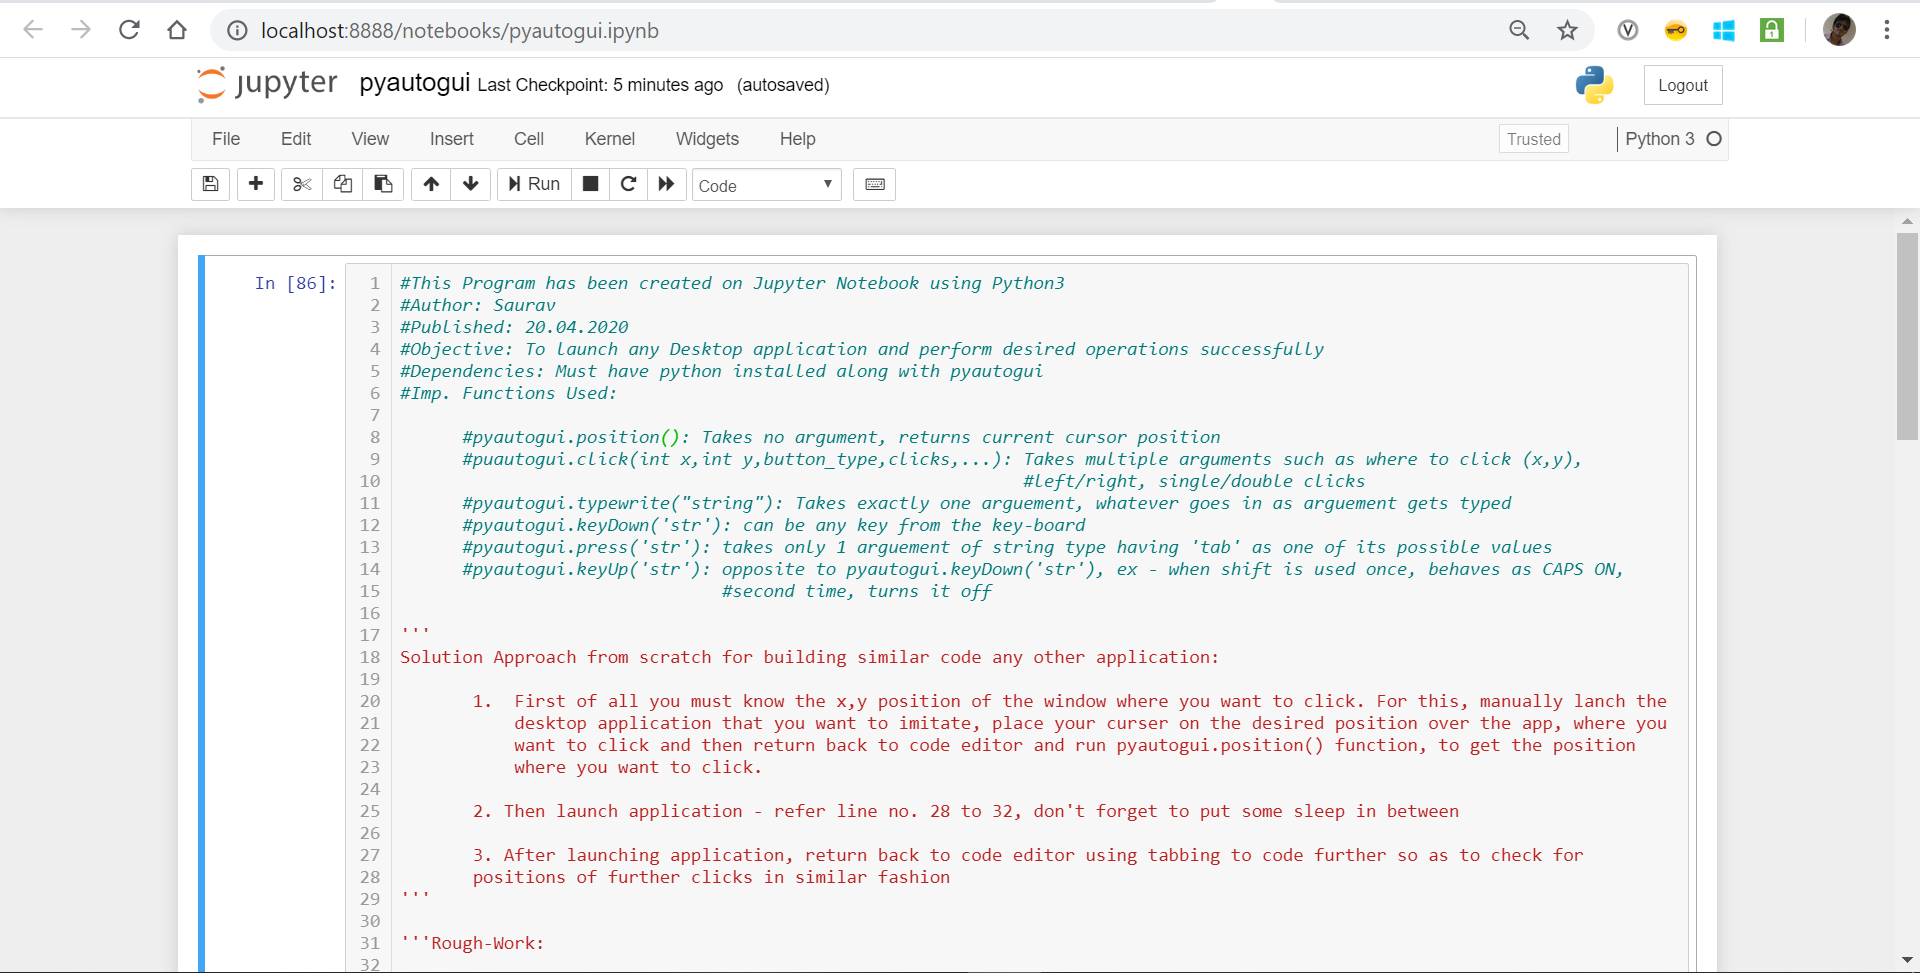 localhost:8888/notebooks/pyautogui.ipynb
jupyter pyautogui Last Checkpoint: 5 minutes ago (autosaved)
Logout
File Edit View Insert Cell Kernel Widgets Help Trusted Python 3
Run Code
In [86]:
1 #This Program has been created on Jupyter Notebook using Python3
2 #Author: Saurav
3 #Published: 20.04.2020
4 #Objective: To launch any Desktop application and perform desired operations successfully
5 #Dependencies: Must have python installed along with pyautogui
6 #Imp. Functions Used:
7
8 #pyautogui.position(): Takes no argument, returns current cursor position
9 #puautogui.click(int x,int y,button_type,clicks,...): Takes multiple arguments such as where to click (x,y),
10 #left/right, single/double clicks
11 #pyautogui.typewrite("string"): Takes exactly one arguement, whatever goes in as arguement gets typed
12 #pyautogui.keyDown('str'): can be any key from the key-board
13 #pyautogui.press('str'): takes only 1 arguement of string type having 'tab' as one of its possible values
14 #pyautogui.keyUp('str'): opposite to pyautogui.keyDown('str'), ex - when shift is used once, behaves as CAPS ON,
15 #second time, turns it off
16
17 '''
18 Solution Approach from scratch for building similar code any other application:
19
20 1. First of all you must know the x,y position of the window where you want to click. For this, manually lanch the
21 desktop application that you want to imitate, place your curser on the desired position over the app, where you
22 want to click and then return back to code editor and run pyautogui.position() function, to get the position
23 where you want to click.
24
25 2. Then launch application - refer line no. 28 to 32, don't forget to put some sleep in between
26
27 3. After launching application, return back to code editor using tabbing to code further so as to check for
28 positions of further clicks in similar fashion
29 '''
30
31 '''Rough-Work:
32